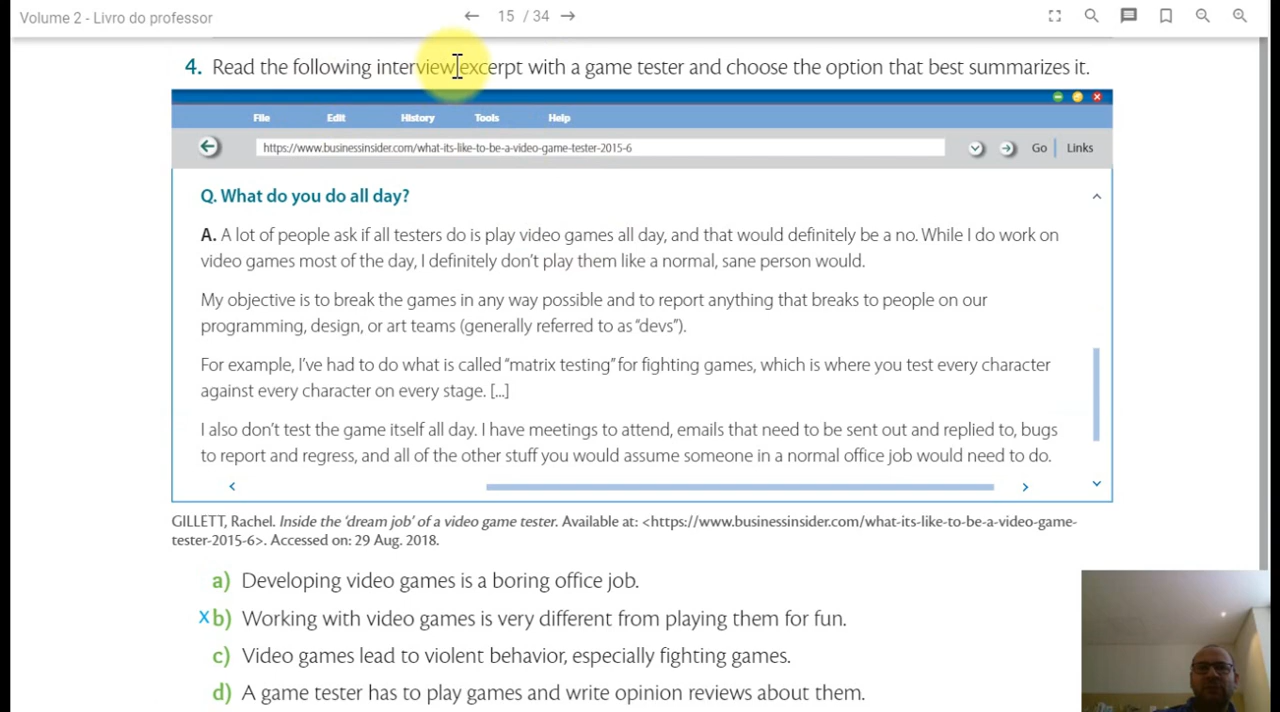 Volume 2 - Livro do professor
15 / 34
4. Read the following interview excerpt with a game tester and choose the option that best summarizes it.
File Edit History Tools Help
https://www.businessinsider.com/what-its-like-to-be-a-video-game-tester-2015-6 Go Links
Q. What do you do all day?
A. A lot of people ask if all testers do is play video games all day, and that would definitely be a no. While I do work on
video games most of the day, I definitely don't play them like a normal, sane person would.
My objective is to break the games in any way possible and to report anything that breaks to people on our
programming, design, or art teams (generally referred to as "devs").
For example, I've had to do what is called "matrix testing" for fighting games, which is where you test every character
against every character on every stage. [...]
I also don't test the game itself all day. I have meetings to attend, emails that need to be sent out and replied to, bugs
to report and regress, and all of the other stuff you would assume someone in a normal office job would need to do.
GILLETT, Rachel. Inside the 'dream job' of a video game tester. Available at: <https://www.businessinsider.com/what-its-like-to-be-a-video-game-
tester-2015-6>. Accessed on: 29 Aug. 2018.
a) Developing video games is a boring office job.
x b) Working with video games is very different from playing them for fun.
c) Video games lead to violent behavior, especially fighting games.
d) A game tester has to play games and write opinion reviews about them.